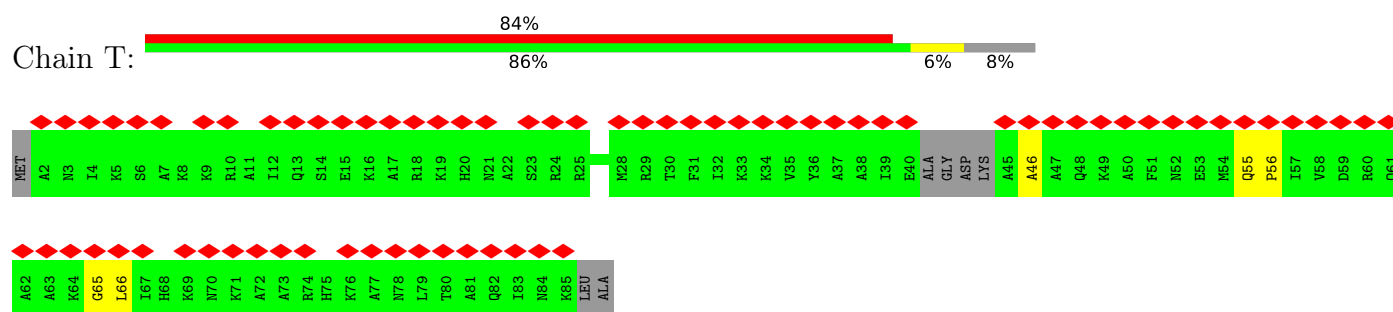 84%
Chain T:
86% 6% 8%
MET A2 N3 I4 K5 S6 A7 K8 K9 R10 A11 I12 Q13 S14 E15 K16 A17 R18 K19 H20 N21 A22 S23 R24 R25 M28 R29 T30 F31 I32 K33 K34 V35 Y36 A37 A38 I39 E40 ALA GLY ASP LYS A45 A46 A47 Q48 K49 A50 F51 N52 E53 M54 Q55 P56 I57 V58 D59 R60 Q61
A62 A63 K64 G65 L66 I67 H68 K69 N70 K71 A72 A73 R74 H75 K76 A77 N78 L79 T80 A81 Q82 I83 N84 K85 LEU ALA